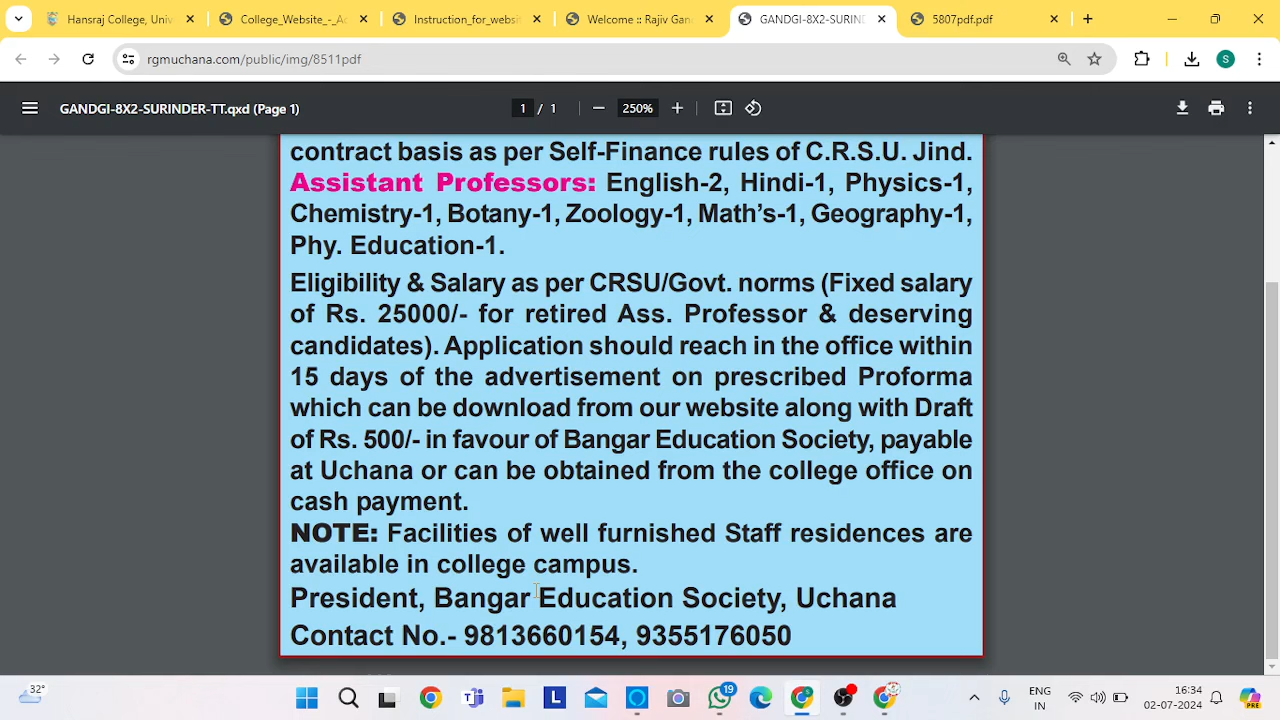 Hansraj College, Univ
College_Website_-_Ac
Instruction_for_websi
Welcome :: Rajiv Gan
GANDGI-8X2-SURIND
5807pdf.pdf
rgmuchana.com/public/img/8511pdf
S
GANDGI-8X2-SURINDER-TT.qxd (Page 1)
1 / 1
250%
contract basis as per Self-Finance rules of C.R.S.U. Jind.
Assistant Professors: English-2, Hindi-1, Physics-1,
Chemistry-1, Botany-1, Zoology-1, Math’s-1, Geography-1,
Phy. Education-1.
Eligibility & Salary as per CRSU/Govt. norms (Fixed salary
of Rs. 25000/- for retired Ass. Professor & deserving
candidates). Application should reach in the office within
15 days of the advertisement on prescribed Proforma
which can be download from our website along with Draft
of Rs. 500/- in favour of Bangar Education Society, payable
at Uchana or can be obtained from the college office on
cash payment.
NOTE: Facilities of well furnished Staff residences are
available in college campus.
President, Bangar Education Society, Uchana
Contact No.- 9813660154, 9355176050
32°
L
19
ENG
IN
16:34
02-07-2024
PRE